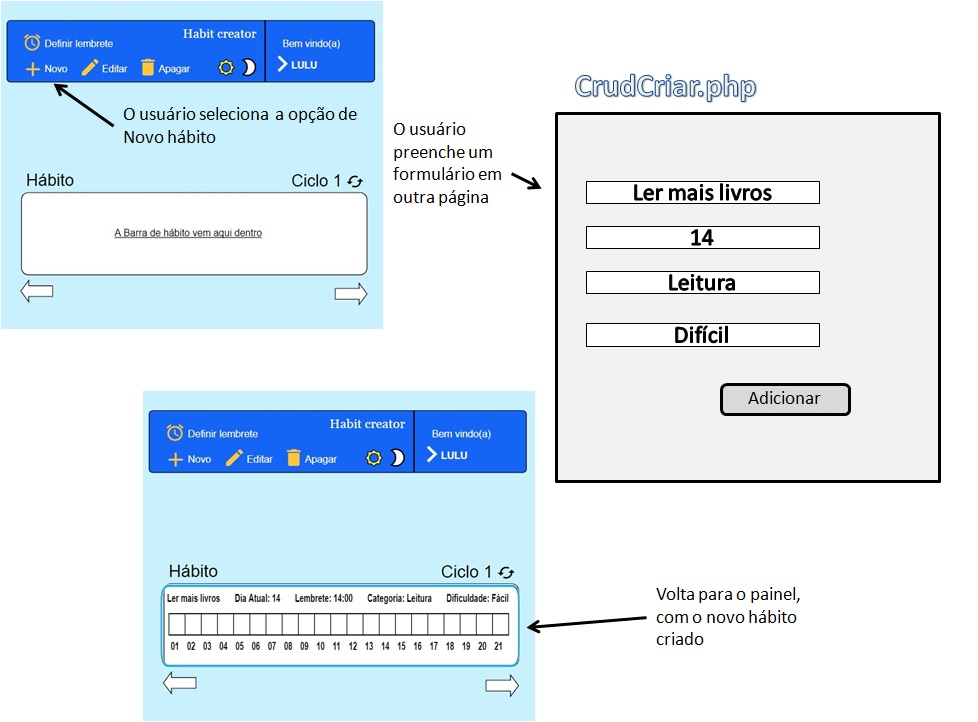 Habit creator
Definir lembrete
Bem vindo(a)
Novo Editar Apagar
LULU
O usuário seleciona a opção de
Novo hábito
Hábito Ciclo 1
A Barra de hábito vem aqui dentro
O usuário
preenche um
formulário em
outra página
CrudCriar.php
Ler mais livros
14
Leitura
Difícil
Adicionar
Habit creator
Definir lembrete
Bem vindo(a)
Novo Editar Apagar
LULU
Hábito Ciclo 1
Ler mais livros Dia Atual: 14 Lembrete: 14:00 Categoria: Leitura Dificuldade: Fácil
01 02 03 04 05 06 07 08 09 10 11 12 13 14 15 16 17 18 19 20 21
Volta para o painel,
com o novo hábito
criado